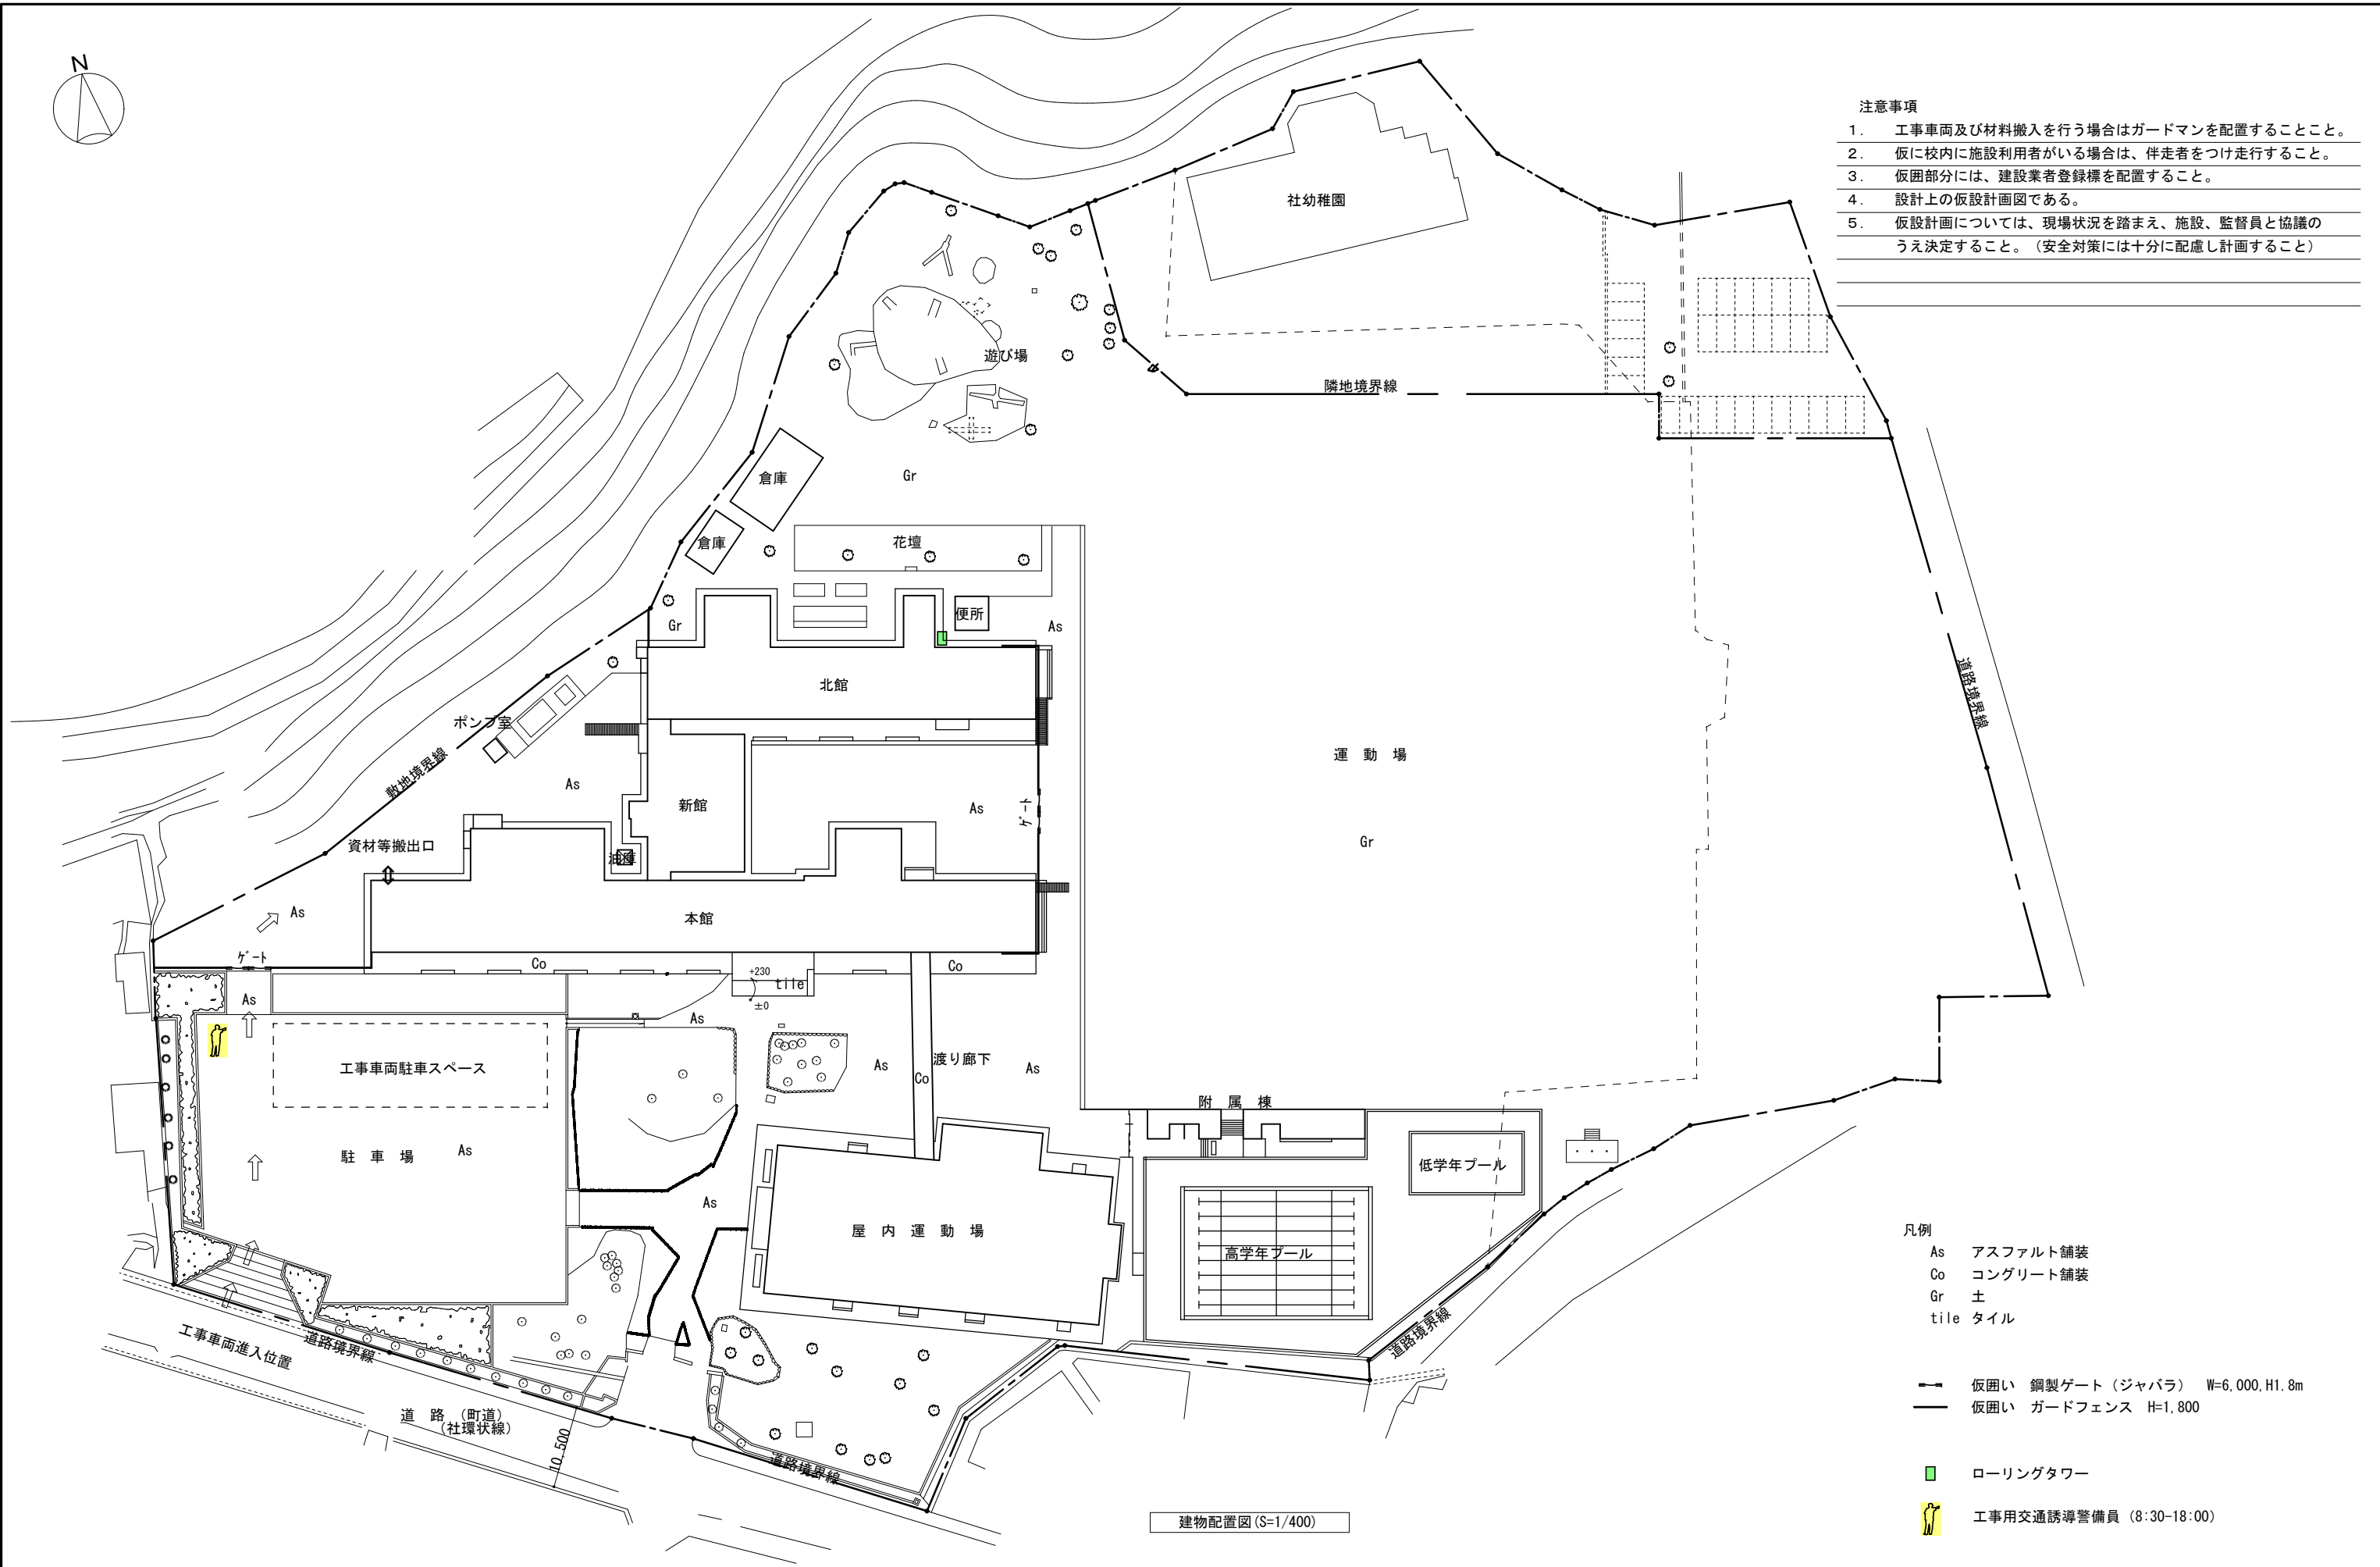 N
注意事項
1. 工事車両及び材料搬入を行う場合はガードマンを配置することこと。
2. 仮に校内に施設利用者がいる場合は、伴走者をつけ走行すること。
3. 仮囲部分には、建設業者登録標を配置すること。
4. 設計上の仮設計画図である。
5. 仮設計画については、現場状況を踏まえ、施設、監督員と協議の
うえ決定すること。（安全対策には十分に配慮し計画すること）
社幼稚園
遊び場
隣地境界線
倉庫
Gr
倉庫
花壇
便所
Gr
As
北館
道路境界線
ポンプ室
敷地境界線
運 動 場
As
新館
As
ゲート
Gr
資材等搬出口
油庫
As
本館
ゲート
Co
Co
+230
tile
±0
As
As
工事車両駐車スペース
As
渡り廊下
Co
As
附 属 棟
駐 車 場
As
低学年プール
As
屋 内 運 動 場
高学年プール
道路境界線
工事車両進入位置
道路境界線
道 路 （町道）
（社環状線）
10,500
道路境界線
建物配置図(S=1/400)
凡例
As アスファルト舗装
Co コングリート舗装
Gr 土
tile タイル
仮囲い 鋼製ゲート（ジャバラ） W=6,000,H1.8m
仮囲い ガードフェンス H=1,800
ローリングタワー
工事用交通誘導警備員（8:30-18:00）